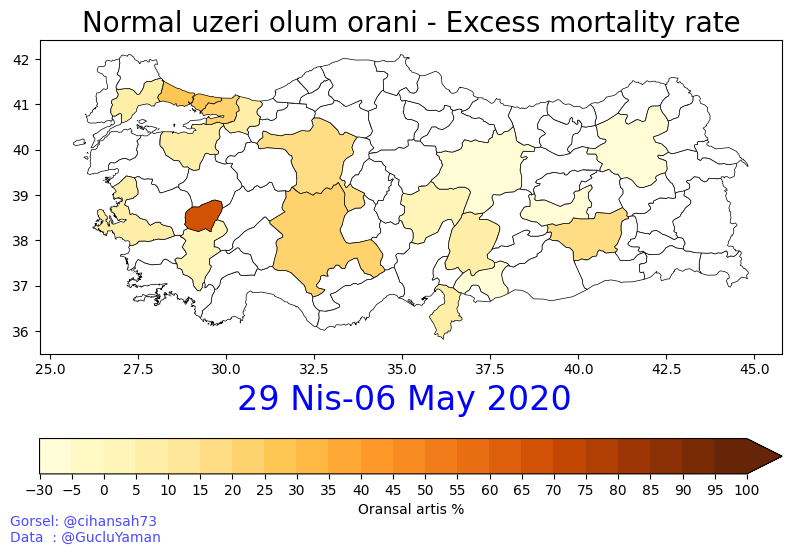 Normal uzeri olum orani - Excess mortality rate
42
41
40
39
38
37
36
25.0 27.5 30.0 32.5 35.0 37.5 40.0 42.5 45.0
29 Nis-06 May 2020
−30 −5 0 5 10 15 20 25 30 35 40 45 50 55 60 65 70 75 80 85 90 95 100
Oransal artis %
Gorsel: @cihansah73
Data : @GucluYaman